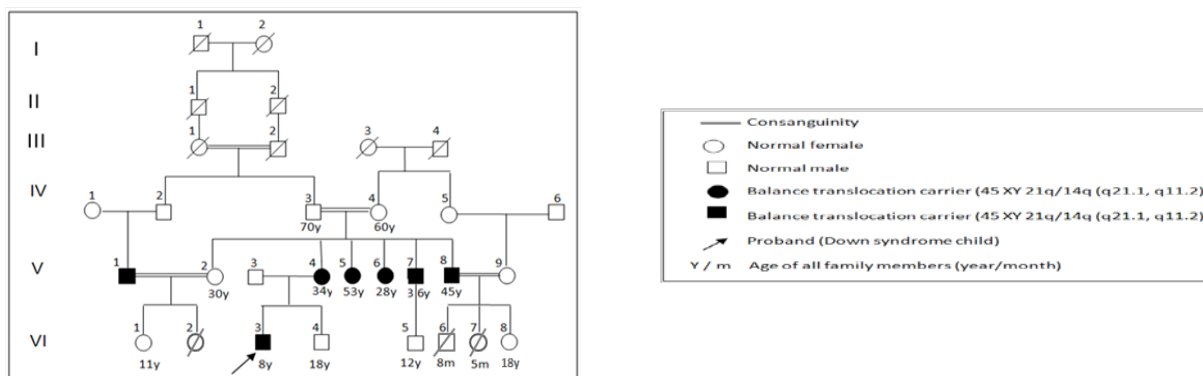 1 2
I
1 2
II
1 2 3 4
III
1 2 3 4 5 6
IV
70y 60y
1 2 3 4 5 6 7 8 9
V
30y 34y 53y 28y 36y 45y
1 2 3 4 5 6 7 8
VI
11y 8y 18y 12y 8m 5m 18y
Consanguinity
Normal female
Normal male
Balance translocation carrier (45 XY 21q/14q (q21.1, q11.2)
Balance translocation carrier (45 XY 21q/14q (q21.1, q11.2)
Proband (Down syndrome child)
Y / m Age of all family members (year/month)